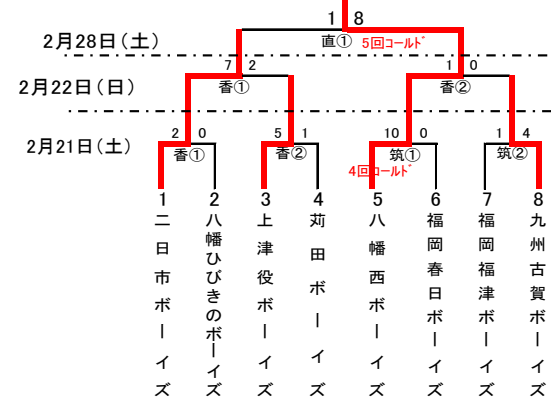 1 8
2月28日(土) 直① 5回コールド
7 2 1 0
2月22日(日) 香① 香②
2 0 5 1 10 0 1 4
2月21日(土) 香① 香② 筑① 筑②
4回コールド
1 2 3 4 5 6 7 8
二日市ボーイズ
八幡ひびきのボーイズ
上津役ボーイズ
苅田ボーイズ
八幡西ボーイズ
福岡春日ボーイズ
福岡福津ボーイズ
九州古賀ボーイズ